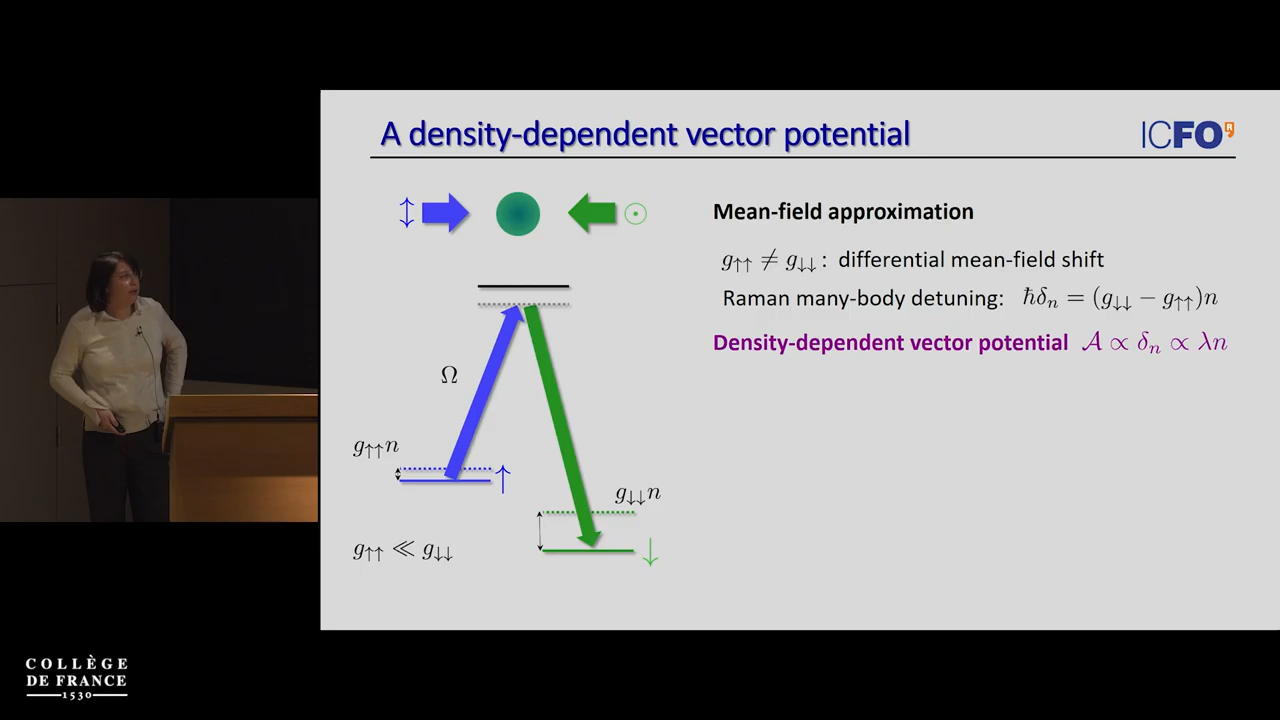 A density-dependent vector potential
ICFO R
Mean-field approximation
g↑↑ ≠ g↓↓ : differential mean-field shift
Raman many-body detuning: ℏδₙ = (g↓↓ − g↑↑)n
Density-dependent vector potential 𝒜 ∝ δₙ ∝ λn
Ω
g↑↑n
↑
g↓↓n
g↑↑ ≪ g↓↓
↓
COLLÈGE
DE FRANCE
1530